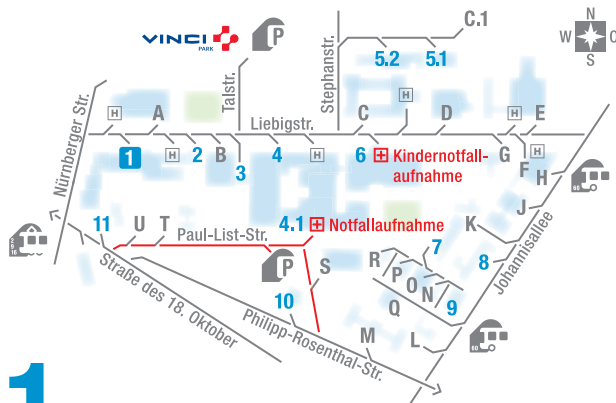 C.1
N
W O
S
VINCI
PARK
P
5.2 5.1
Stephanstr.
Talstr.
Nürnberger Str.
H A Liebigstr. C H D H E
1 H 2 B 3 4 H 6 G F H H
Kindernotfall-
aufnahme
J
K
Johannisallee
11 U T
Paul-List-Str.
4.1 Notfallaufnahme
7
8
P
S
R P O N 9
Q
10
Straße des 18. Oktober
Philipp-Rosenthal-Str.
M L
1